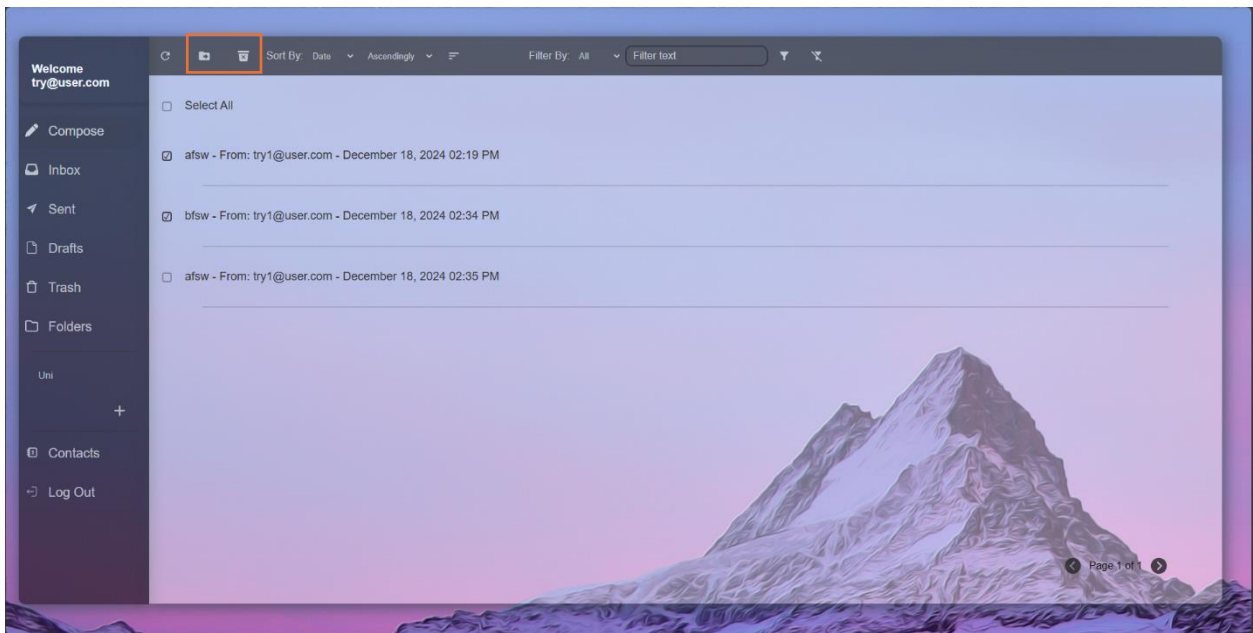 Welcome
try@user.com
Compose
Inbox
Sent
Drafts
Trash
Folders
Uni
+
Contacts
Log Out
Sort By: Date Ascendingly Filter By: All Filter text
Select All
afsw - From: try1@user.com - December 18, 2024 02:19 PM
bfsw - From: try1@user.com - December 18, 2024 02:34 PM
afsw - From: try1@user.com - December 18, 2024 02:35 PM
Page 1 of 1